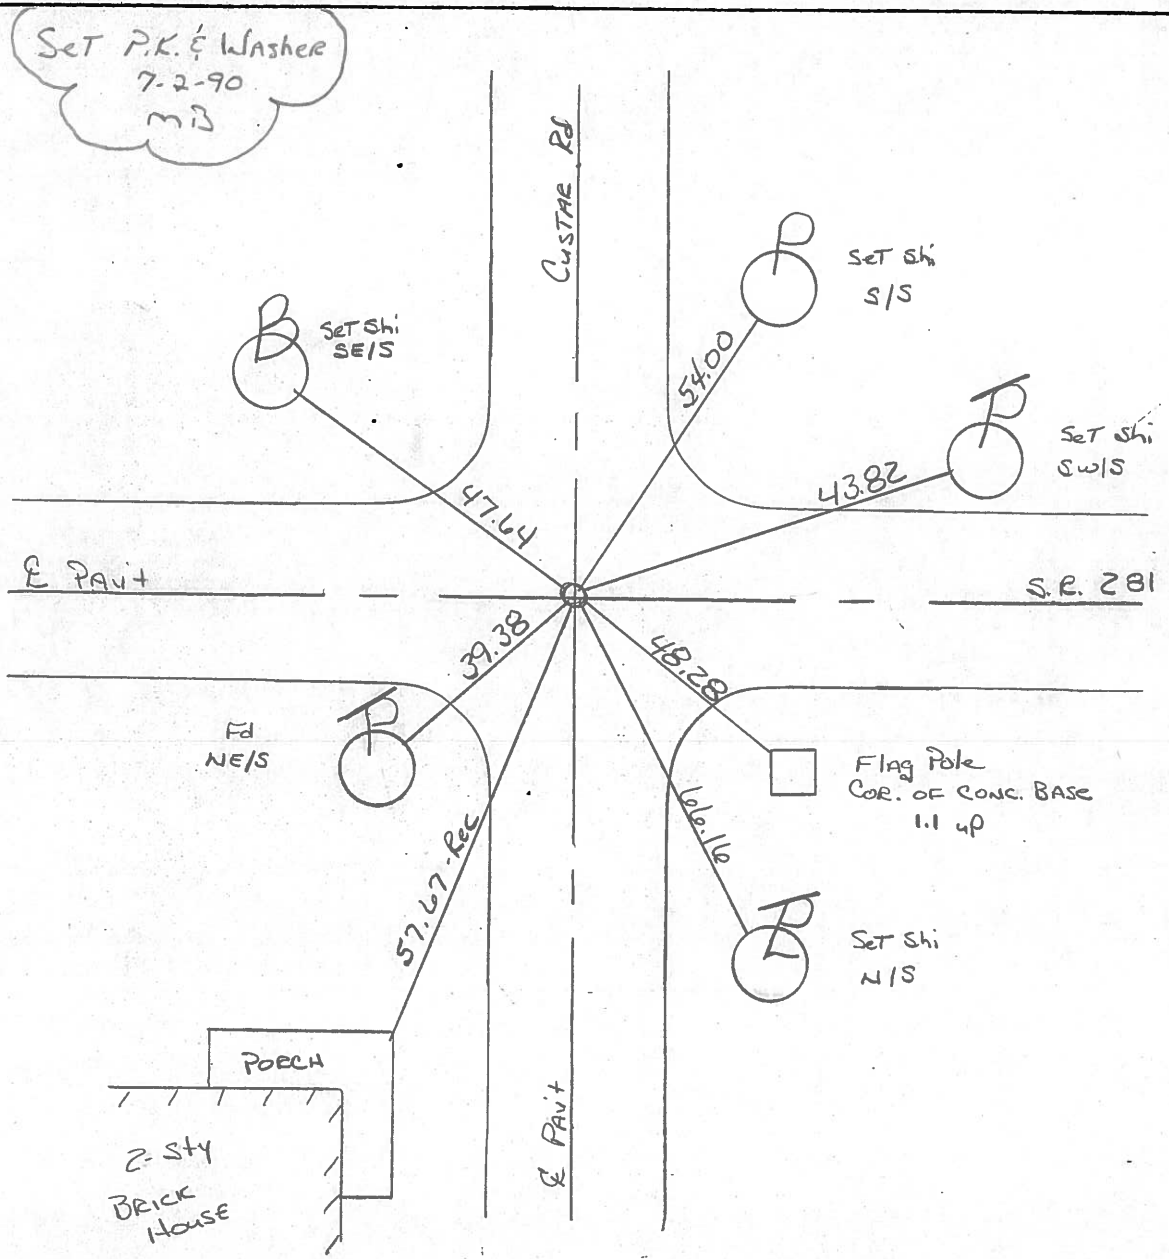 SET P.K. & WASHER
7-2-90
MB
CUSTAR Rd
SET Shi
S/S
SET Shi
SE/S
54.00
SET Shi
SW/S
43.82
47.64
℄ PAV't
S.R. 281
39.38
48.28
Fd
NE/S
Flag Pole
COR. OF CONC. BASE
1.1 up
66.16
57.67-Rec
SET Shi
N/S
PORCH
℄ PAV't
2-Sty
BRICK
HOUSE